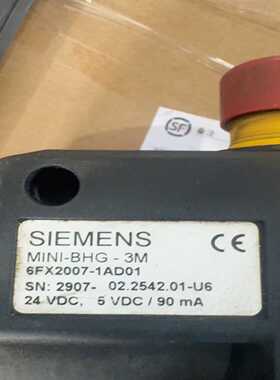 SF
SIEMENS
CE
MINI-BHG - 3M
6FX2007-1AD01
SN: 2907- 02.2542.01-U6
24 VDC, 5 VDC / 90 mA